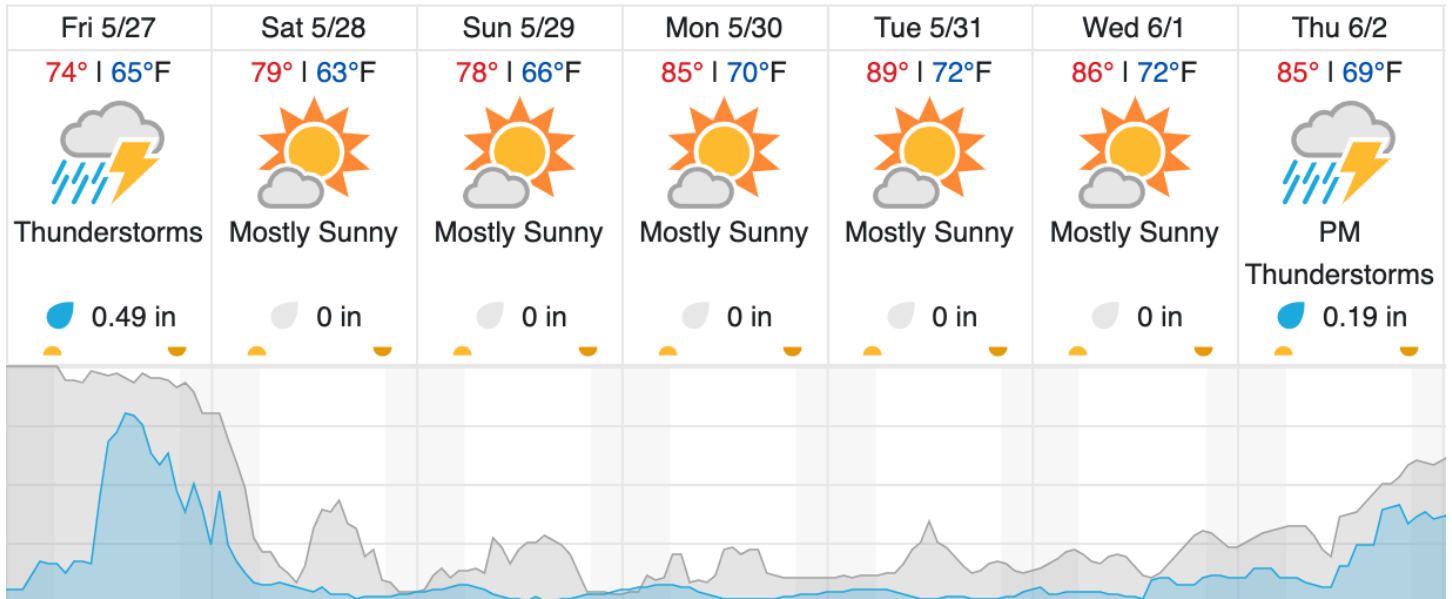 Fri 5/27 Sat 5/28 Sun 5/29 Mon 5/30 Tue 5/31 Wed 6/1 Thu 6/2
74° | 65°F 79° | 63°F 78° | 66°F 85° | 70°F 89° | 72°F 86° | 72°F 85° | 69°F
Thunderstorms Mostly Sunny Mostly Sunny Mostly Sunny Mostly Sunny Mostly Sunny PM
Thunderstorms
0.49 in 0 in 0 in 0 in 0 in 0 in 0.19 in